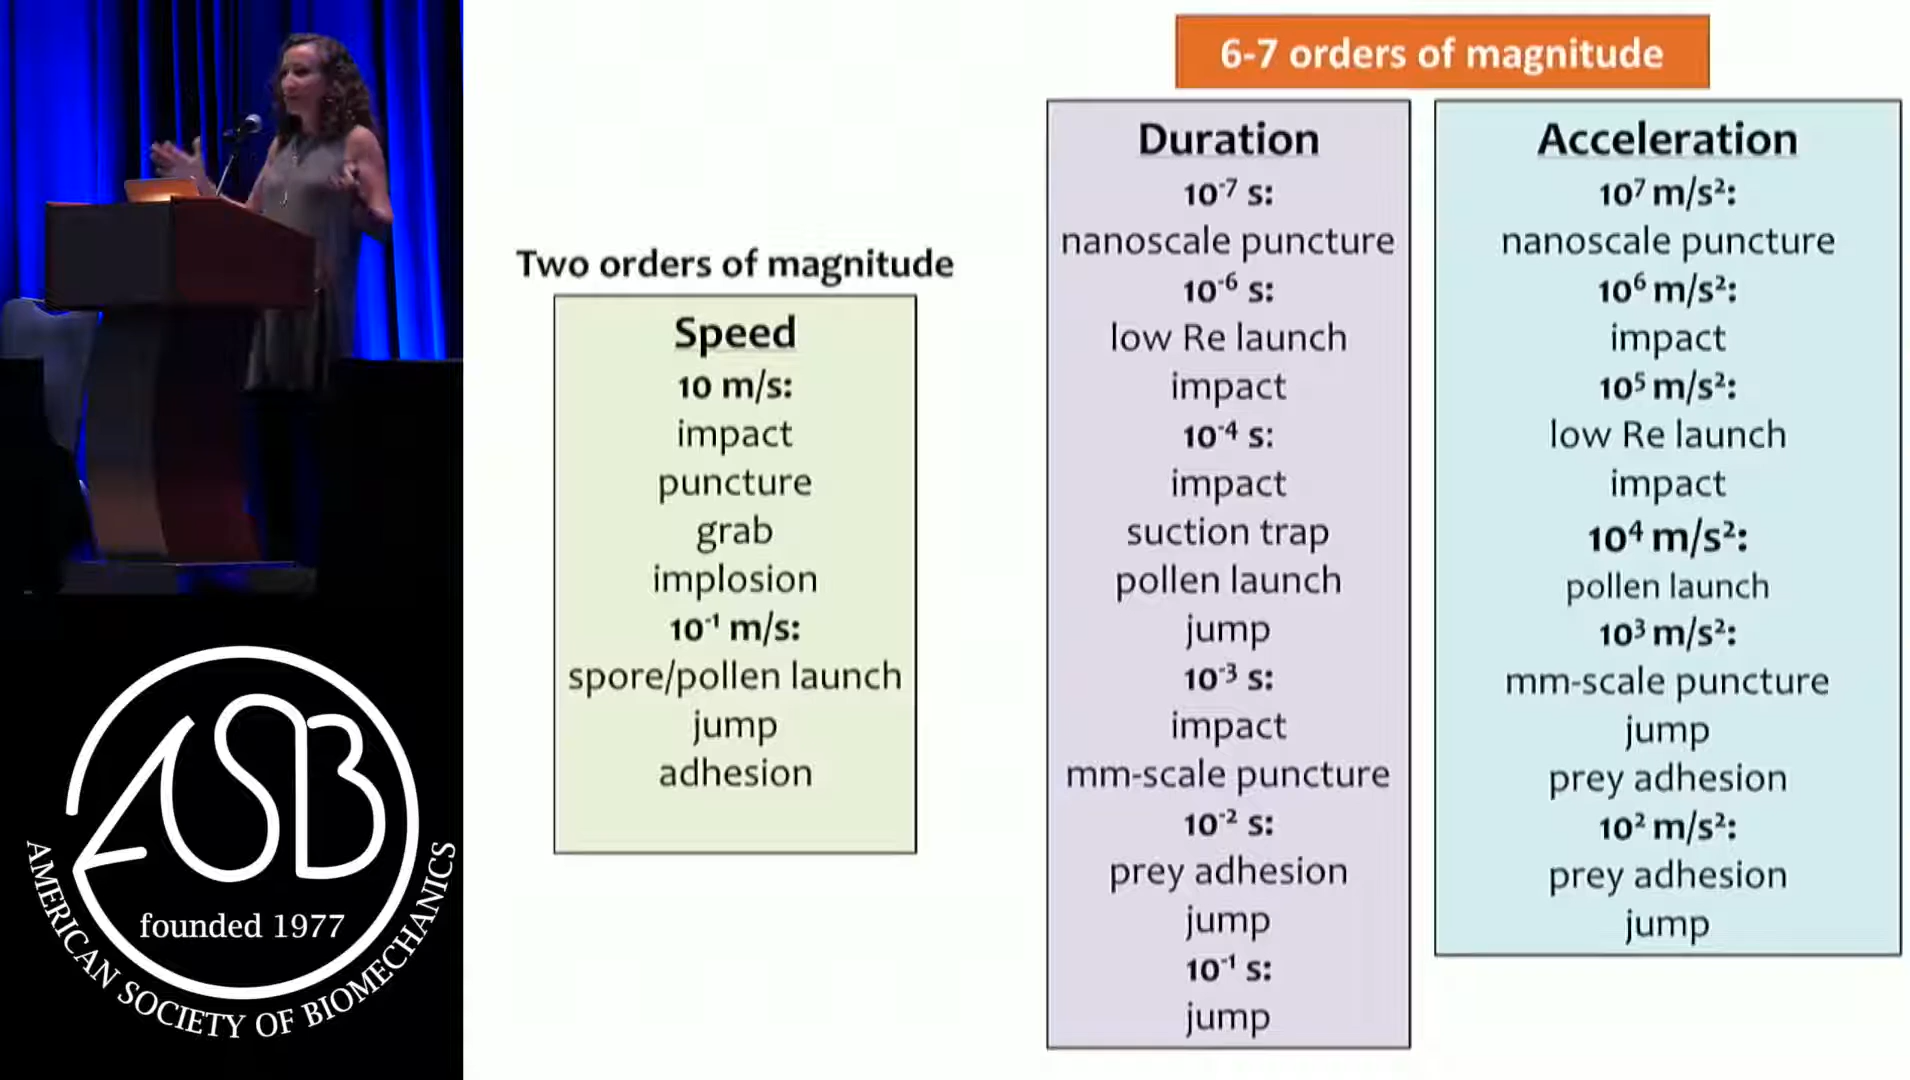 6-7 orders of magnitude
Two orders of magnitude
Speed
10 m/s:
impact
puncture
grab
implosion
10⁻¹ m/s:
spore/pollen launch
jump
adhesion
Duration
10⁻⁷ s:
nanoscale puncture
10⁻⁶ s:
low Re launch
impact
10⁻⁴ s:
impact
suction trap
pollen launch
jump
10⁻³ s:
impact
mm-scale puncture
10⁻² s:
prey adhesion
jump
10⁻¹ s:
jump
Acceleration
10⁷ m/s²:
nanoscale puncture
10⁶ m/s²:
impact
10⁵ m/s²:
low Re launch
impact
10⁴ m/s²:
pollen launch
10³ m/s²:
mm-scale puncture
jump
prey adhesion
10² m/s²:
prey adhesion
jump
ASB
founded 1977
AMERICAN SOCIETY OF BIOMECHANICS